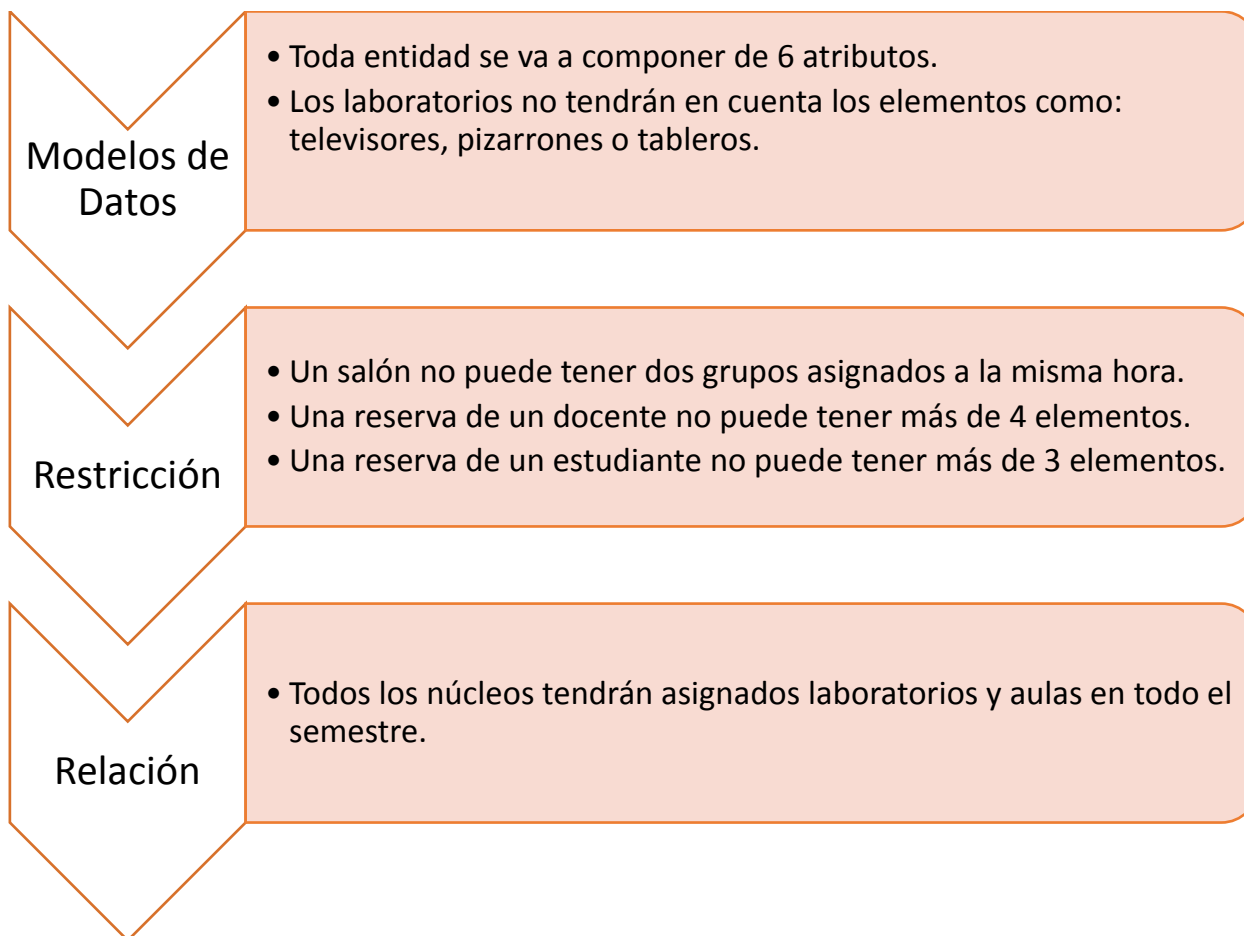 Modelos de
Datos
• Toda entidad se va a componer de 6 atributos.
• Los laboratorios no tendrán en cuenta los elementos como:
televisores, pizarrones o tableros.
Restricción
• Un salón no puede tener dos grupos asignados a la misma hora.
• Una reserva de un docente no puede tener más de 4 elementos.
• Una reserva de un estudiante no puede tener más de 3 elementos.
Relación
• Todos los núcleos tendrán asignados laboratorios y aulas en todo el
semestre.